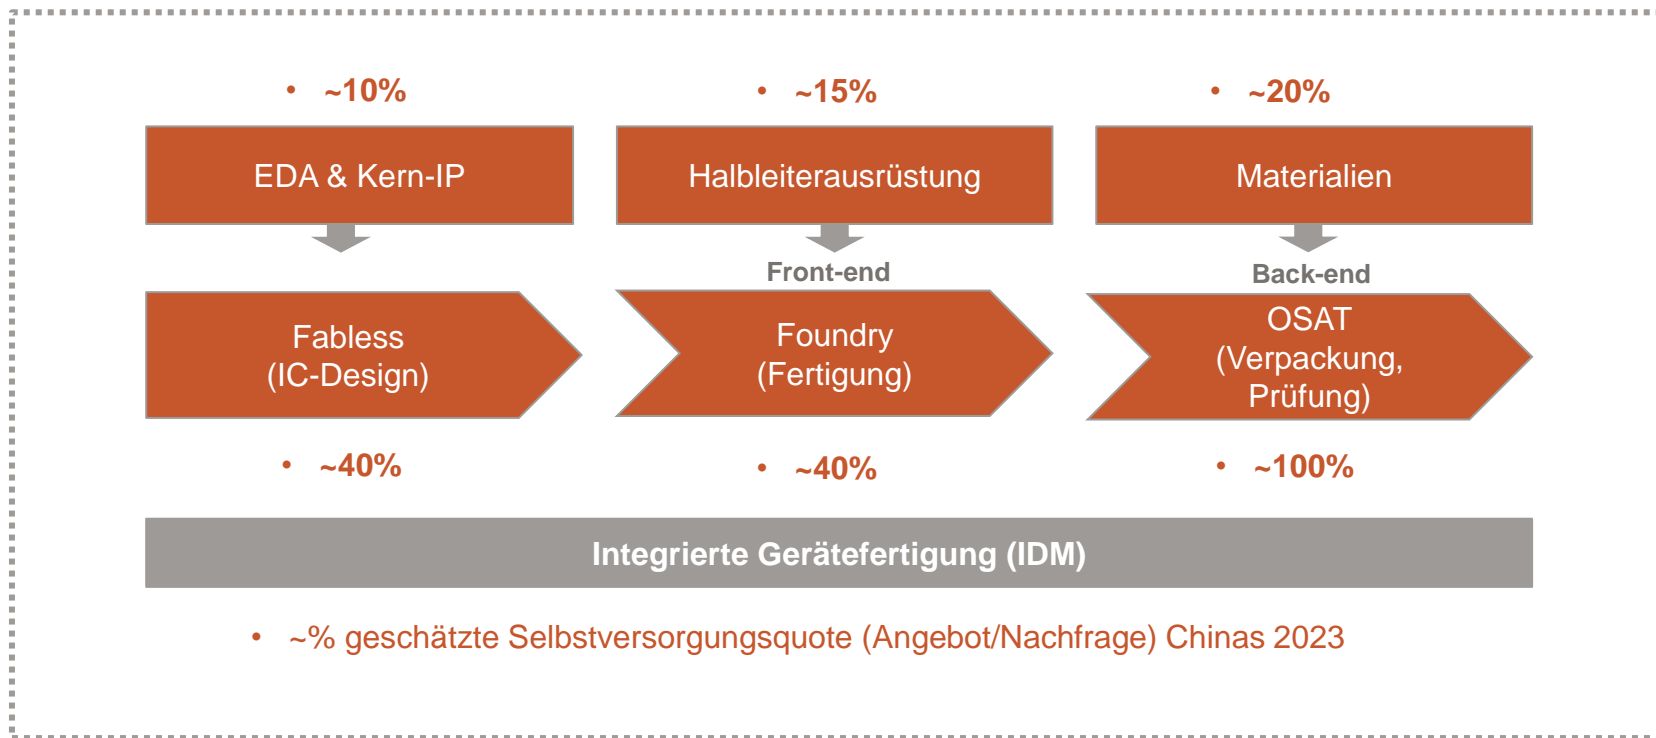 • ~10%
• ~15%
• ~20%
EDA & Kern-IP
Halbleiterausrüstung
Materialien
Front-end
Back-end
Fabless
(IC-Design)
Foundry
(Fertigung)
OSAT
(Verpackung,
Prüfung)
• ~40%
• ~40%
• ~100%
Integrierte Gerätefertigung (IDM)
• ~% geschätzte Selbstversorgungsquote (Angebot/Nachfrage) Chinas 2023